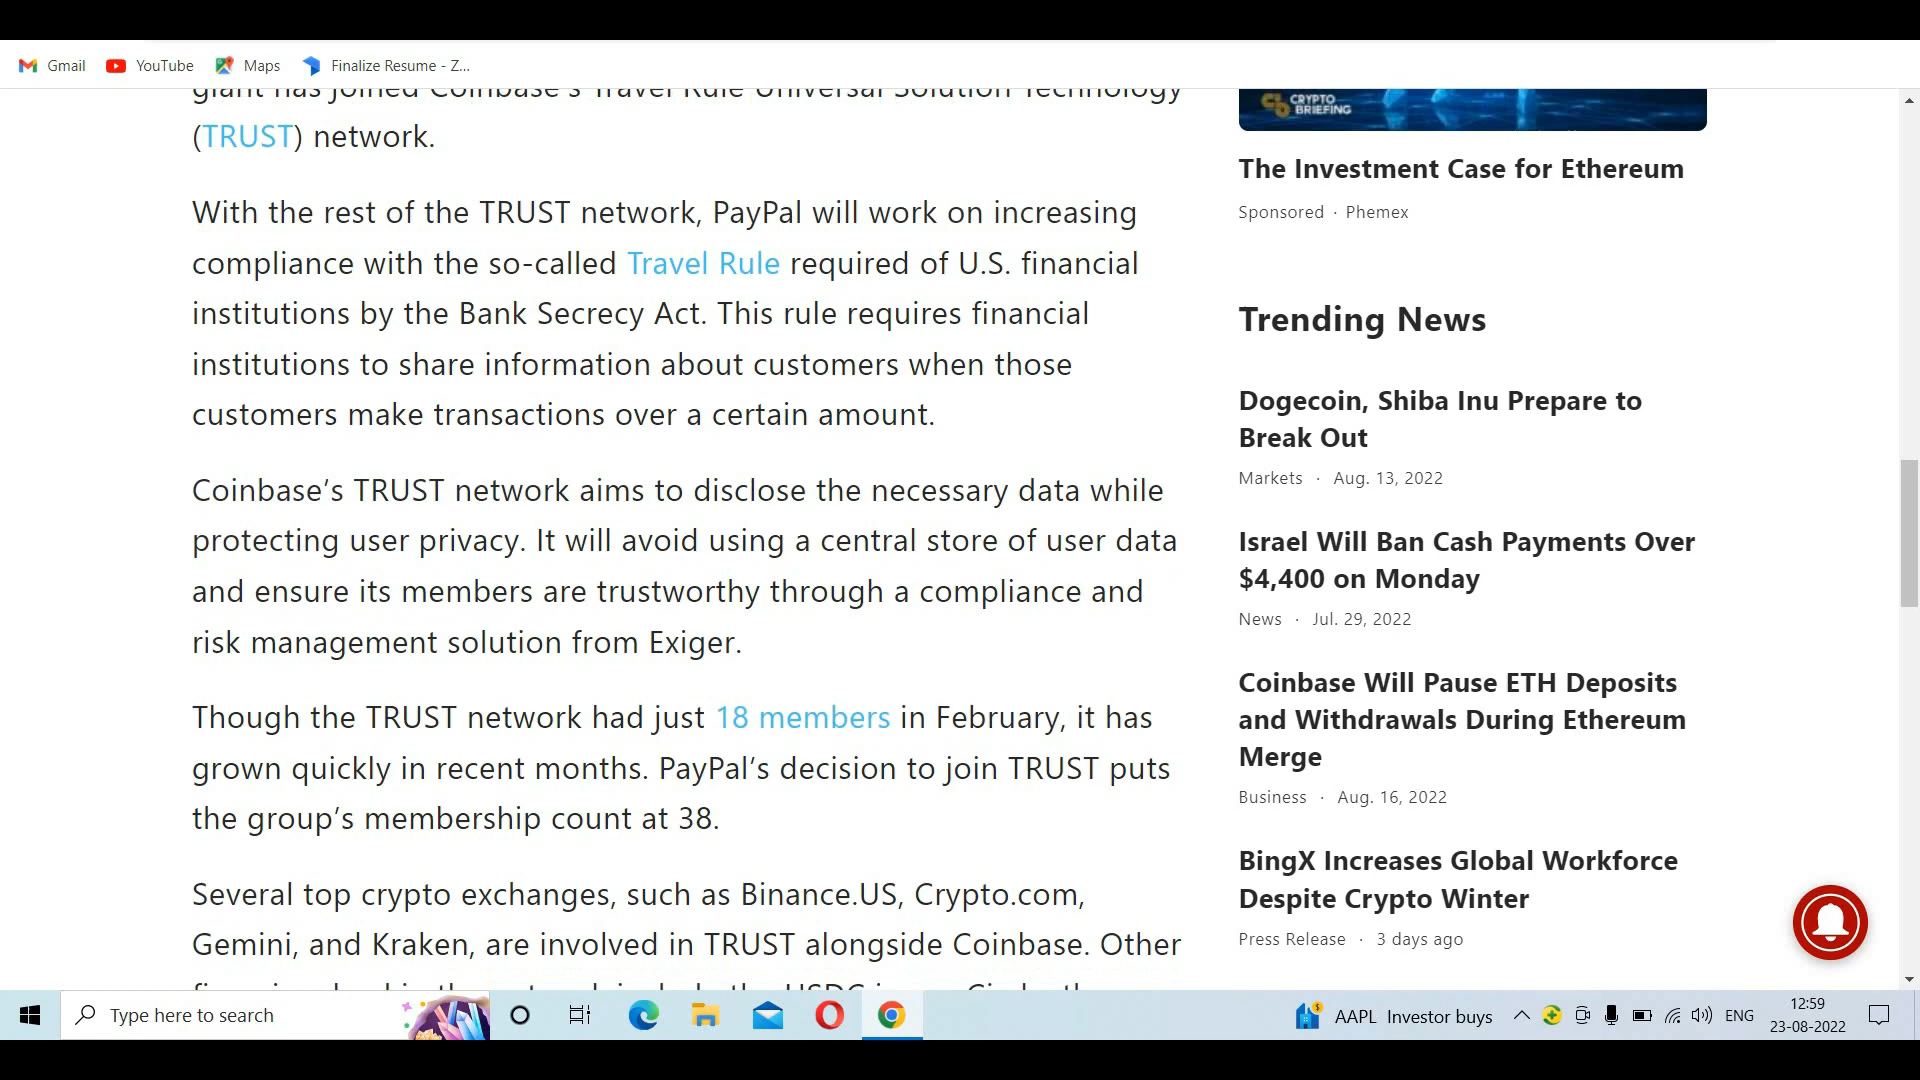 Gmail
YouTube
Maps
Finalize Resume - Z...
giant has joined Coinbase's Travel Rule Universal Solution Technology
(TRUST) network.
With the rest of the TRUST network, PayPal will work on increasing
compliance with the so-called Travel Rule required of U.S. financial
institutions by the Bank Secrecy Act. This rule requires financial
institutions to share information about customers when those
customers make transactions over a certain amount.
Coinbase’s TRUST network aims to disclose the necessary data while
protecting user privacy. It will avoid using a central store of user data
and ensure its members are trustworthy through a compliance and
risk management solution from Exiger.
Though the TRUST network had just 18 members in February, it has
grown quickly in recent months. PayPal’s decision to join TRUST puts
the group’s membership count at 38.
Several top crypto exchanges, such as Binance.US, Crypto.com,
Gemini, and Kraken, are involved in TRUST alongside Coinbase. Other
CRYPTO
BRIEFING
The Investment Case for Ethereum
Sponsored · Phemex
Trending News
Dogecoin, Shiba Inu Prepare to
Break Out
Markets · Aug. 13, 2022
Israel Will Ban Cash Payments Over
$4,400 on Monday
News · Jul. 29, 2022
Coinbase Will Pause ETH Deposits
and Withdrawals During Ethereum
Merge
Business · Aug. 16, 2022
BingX Increases Global Workforce
Despite Crypto Winter
Press Release · 3 days ago
Type here to search
AAPL Investor buys
ENG
12:59
23-08-2022